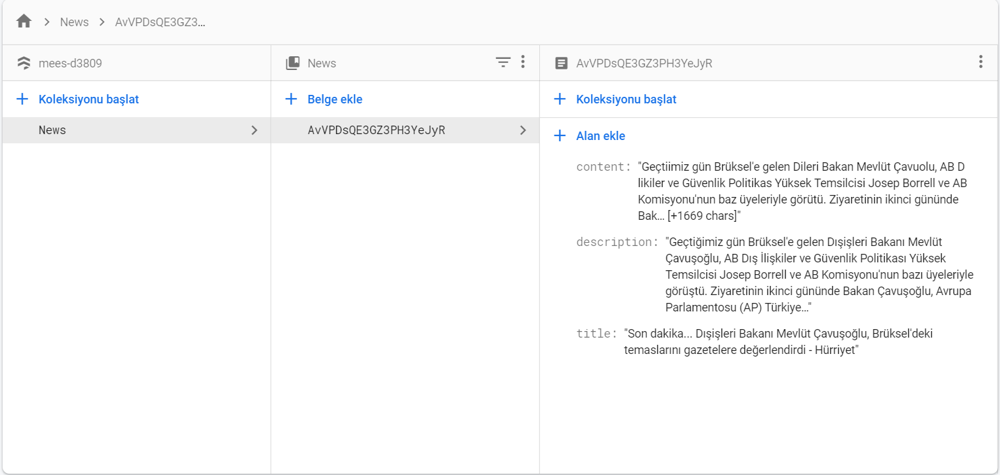 News AvVPDsQE3GZ3...
mees-d3809
News
AvVPDsQE3GZ3PH3YeJyR
Koleksiyonu başlat
Belge ekle
Koleksiyonu başlat
News
AvVPDsQE3GZ3PH3YeJyR
Alan ekle
content: "Geçtiimiz gün Brüksel'e gelen Dileri Bakan Mevlüt Çavuolu, AB D
likiler ve Güvenlik Politikas Yüksek Temsilcisi Josep Borrell ve AB
Komisyonu'nun baz üyeleriyle görütü. Ziyaretinin ikinci gününde
Bak… [+1669 chars]"
description: "Geçtiğimiz gün Brüksel'e gelen Dışişleri Bakanı Mevlüt
Çavuşoğlu, AB Dış İlişkiler ve Güvenlik Politikası Yüksek
Temsilcisi Josep Borrell ve AB Komisyonu'nun bazı üyeleriyle
görüştü. Ziyaretinin ikinci gününde Bakan Çavuşoğlu, Avrupa
Parlamentosu (AP) Türkiye…"
title: "Son dakika... Dışişleri Bakanı Mevlüt Çavuşoğlu, Brüksel'deki
temaslarını gazetelere değerlendirdi - Hürriyet"